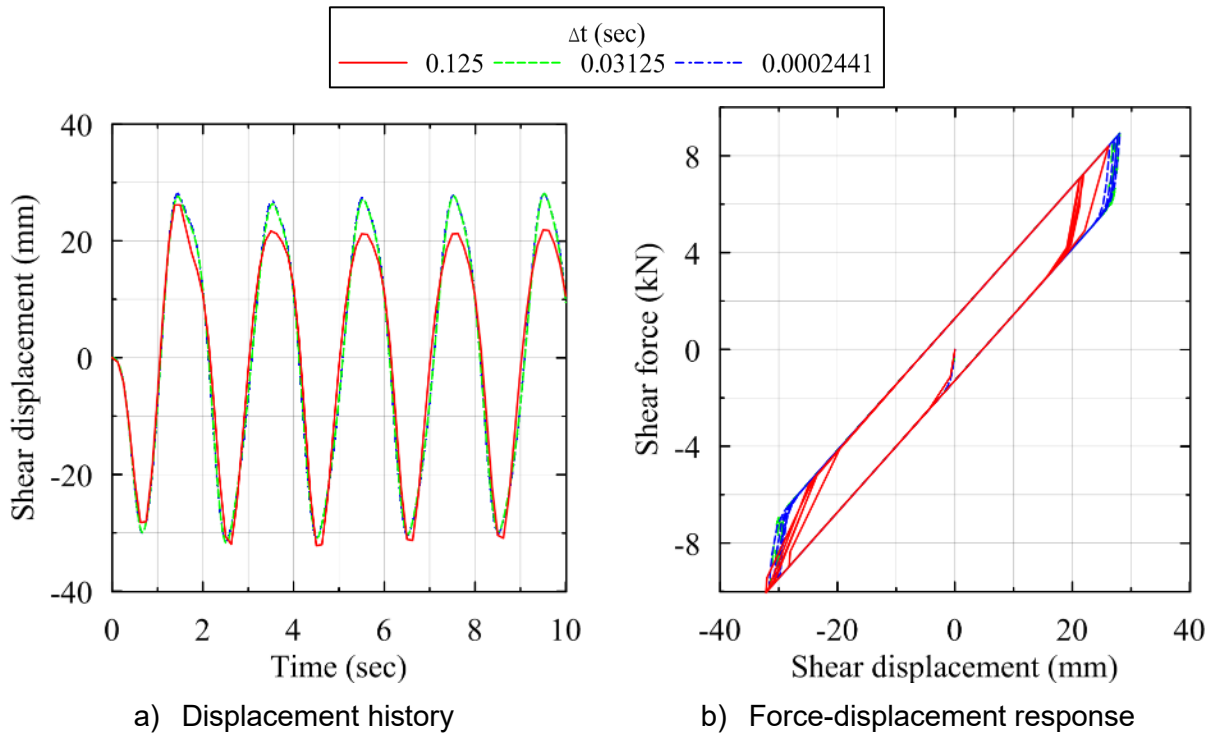 Δt (sec)
0.125 0.03125 0.0002441
40
20
0
-20
-40
Shear displacement (mm)
0 2 4 6 8 10
Time (sec)
a) Displacement history
8
4
0
-4
-8
Shear force (kN)
-40 -20 0 20 40
Shear displacement (mm)
b) Force-displacement response